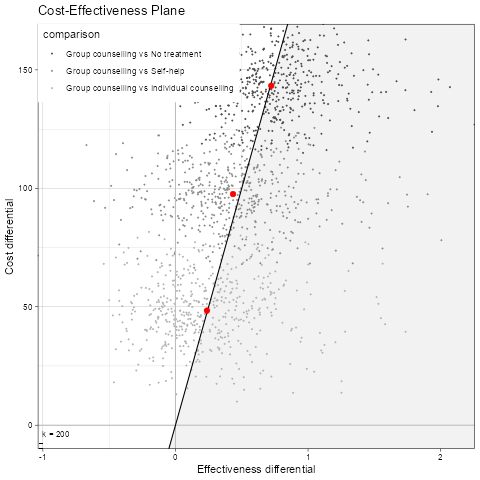 Cost-Effectiveness Plane
comparison
Group counselling vs No treatment
Group counselling vs Self-help
Group counselling vs Individual counselling
150
100
50
0
Cost differential
k = 200
-1
0
1
2
Effectiveness differential